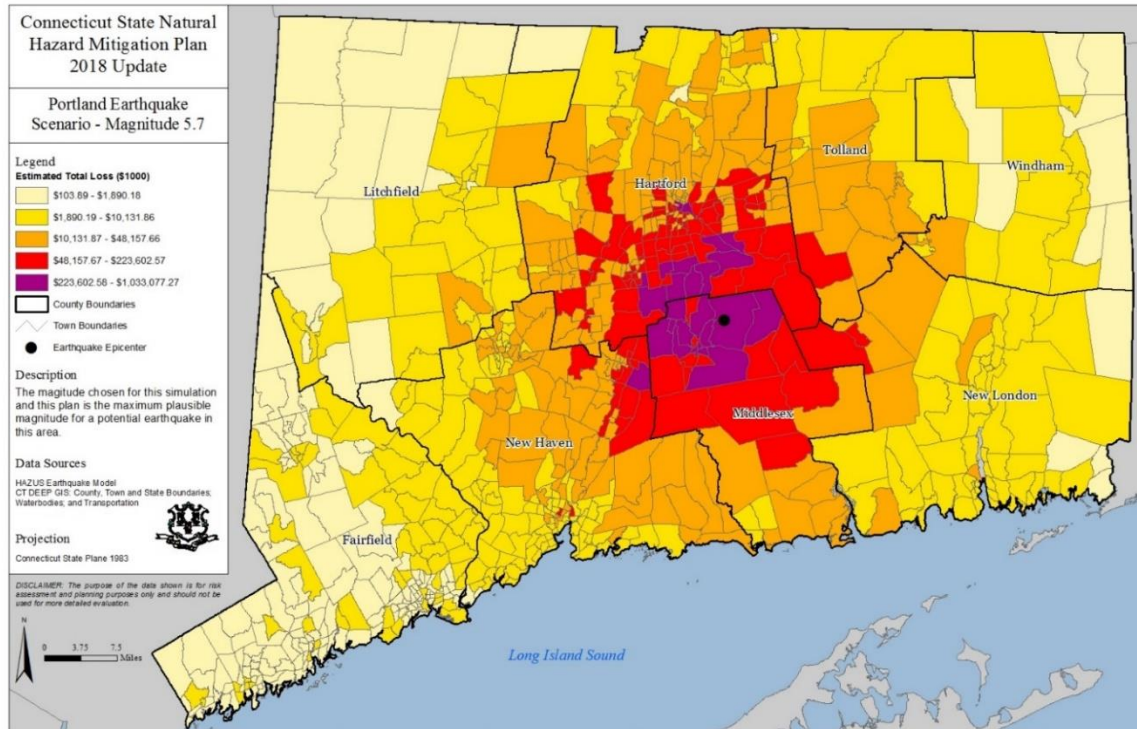 Connecticut State Natural
Hazard Mitigation Plan
2018 Update
Portland Earthquake
Scenario - Magnitude 5.7
Legend
Estimated Total Loss ($1000)
$103.89 - $1,890.18
$1,890.19 - $10,131.86
$10,131.87 - $48,157.66
$48,157.67 - $223,602.57
$223,602.58 - $1,033,077.27
County Boundaries
Town Boundaries
Earthquake Epicenter
Description
The magitude chosen for this simulation
and this plan is the maximum plausible
magnitude for a potential earthquake in
this area.
Data Sources
HAZUS Earthquake Model
CT DEEP GIS: County, Town and State Boundaries;
Waterbodies; and Transportation
Projection
Connecticut State Plane 1983
DISCLAIMER: The purpose of the data shown is for risk
assessment and planning purposes only and should not be
used for more detailed evaluation.
N
0 3.75 7.5
Miles
Litchfield
Hartford
Tolland
Windham
New Haven
Middlesex
New London
Fairfield
Long Island Sound